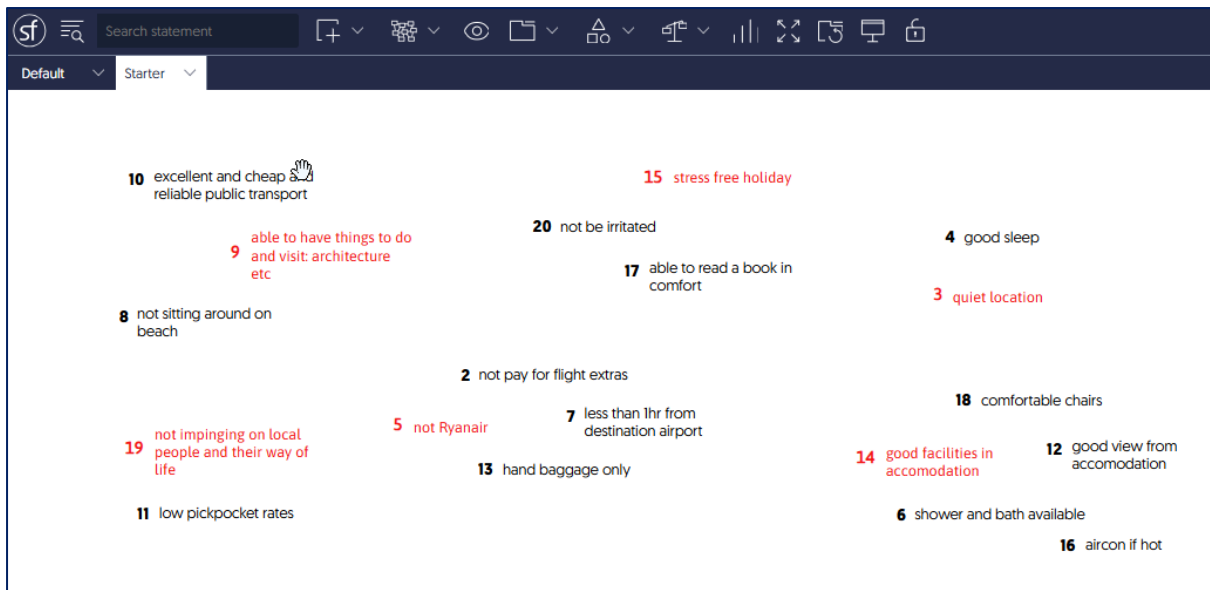 sf Search statement
Default Starter
10 excellent and cheap and
reliable public transport
15 stress free holiday
20 not be irritated
9 able to have things to do
and visit: architecture
etc
4 good sleep
17 able to read a book in
comfort
3 quiet location
8 not sitting around on
beach
2 not pay for flight extras
18 comfortable chairs
5 not Ryanair
7 less than 1hr from
destination airport
19 not impinging on local
people and their way of
life
12 good view from
accomodation
14 good facilities in
accomodation
13 hand baggage only
11 low pickpocket rates
6 shower and bath available
16 aircon if hot